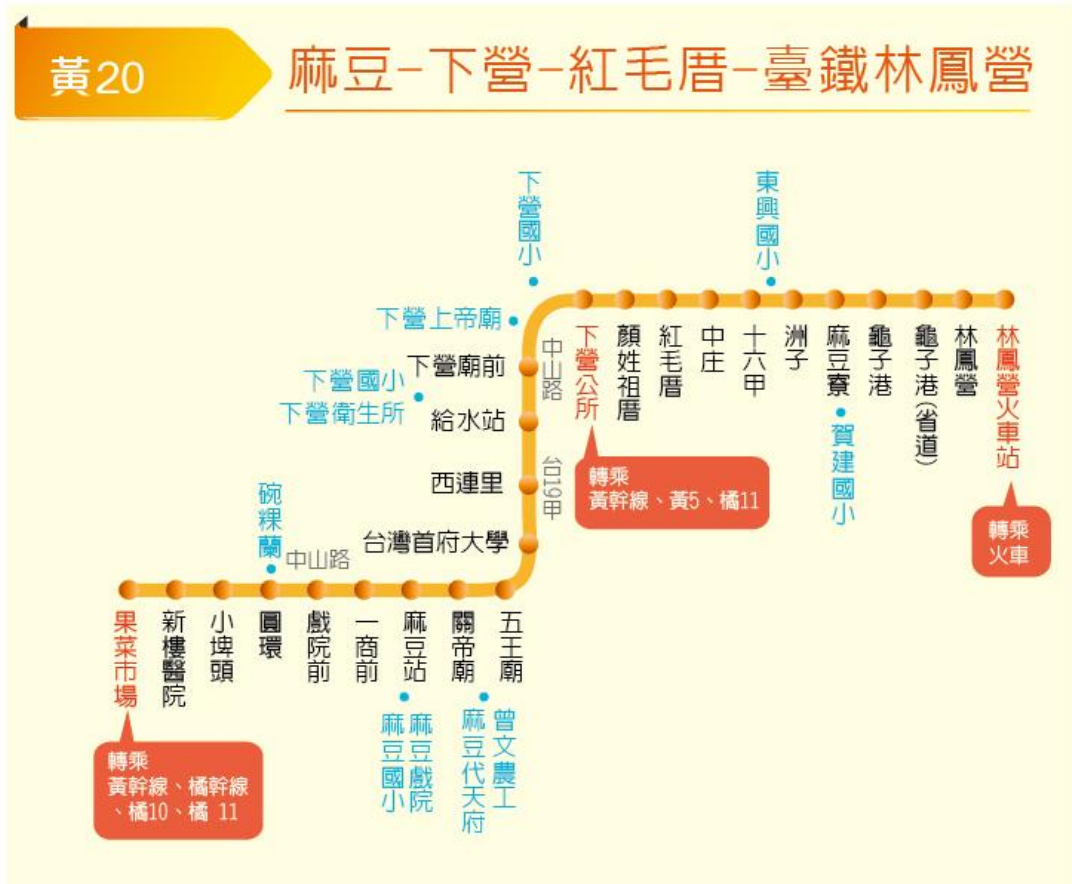 黃20
麻豆-下營-紅毛厝-臺鐵林鳳營
下營國小
東興國小
下營上帝廟
下營公所
顏姓祖厝
紅毛厝
中庄
十六甲
洲子
麻豆寮
龜子港
龜子港(省道)
林鳳營
林鳳營火車站
中山路
下營廟前
下營國小
下營衛生所
給水站
賀建國小
轉乘
黃幹線、黃5、橘11
轉乘
火車
西連里
台19甲
碗粿蘭
台灣首府大學
中山路
果菜市場
新樓醫院
小埤頭
圓環
戲院前
一商前
麻豆站
關帝廟
五王廟
麻豆戲院
麻豆國小
曾文農工
麻豆代天府
轉乘
黃幹線、橘幹線
、橘10、橘 11